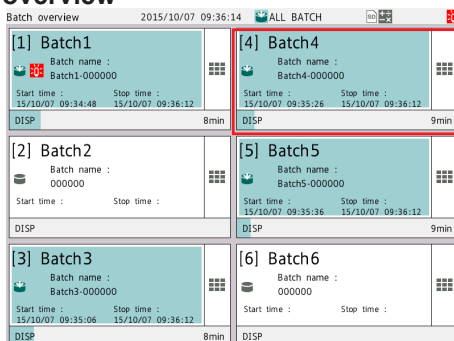 Overview
Batch overview 2015/10/07 09:36:14 ALL BATCH SD
[1] Batch1
Batch name :
Batch1-000000
Start time : Stop time :
15/10/07 09:34:48 15/10/07 09:36:12
DISP 8min
[4] Batch4
Batch name :
Batch4-000000
Start time : Stop time :
15/10/07 09:35:26 15/10/07 09:36:12
DISP 9min
[2] Batch2
Batch name :
000000
Start time : Stop time :
DISP
[5] Batch5
Batch name :
Batch5-000000
Start time : Stop time :
15/10/07 09:35:36 15/10/07 09:36:12
DISP 9min
[3] Batch3
Batch name :
Batch3-000000
Start time : Stop time :
15/10/07 09:35:06 15/10/07 09:36:12
DISP 8min
[6] Batch6
Batch name :
000000
Start time : Stop time :
DISP